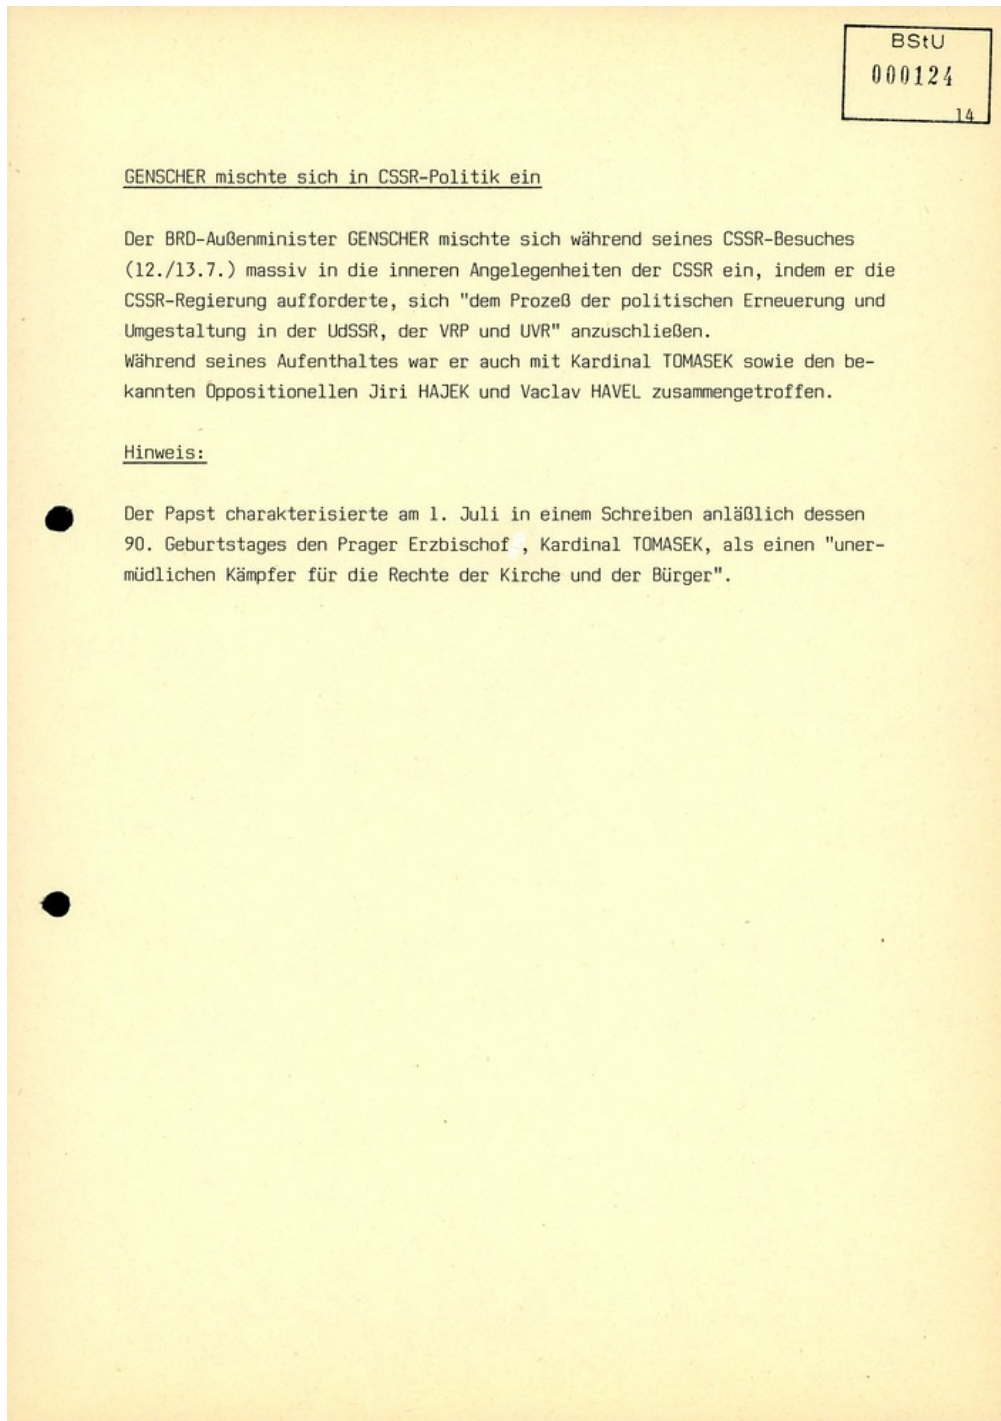 BStU
000124
14
GENSCHER mischte sich in CSSR-Politik ein
Der BRD-Außenminister GENSCHER mischte sich während seines CSSR-Besuches
(12./13.7.) massiv in die inneren Angelegenheiten der CSSR ein, indem er die
CSSR-Regierung aufforderte, sich "dem Prozeß der politischen Erneuerung und
Umgestaltung in der UdSSR, der VRP und UVR" anzuschließen.
Während seines Aufenthaltes war er auch mit Kardinal TOMASEK sowie den be-
kannten Oppositionellen Jiri HAJEK und Vaclav HAVEL zusammengetroffen.
Hinweis:
Der Papst charakterisierte am 1. Juli in einem Schreiben anläßlich dessen
90. Geburtstages den Prager Erzbischof , Kardinal TOMASEK, als einen "uner-
müdlichen Kämpfer für die Rechte der Kirche und der Bürger".